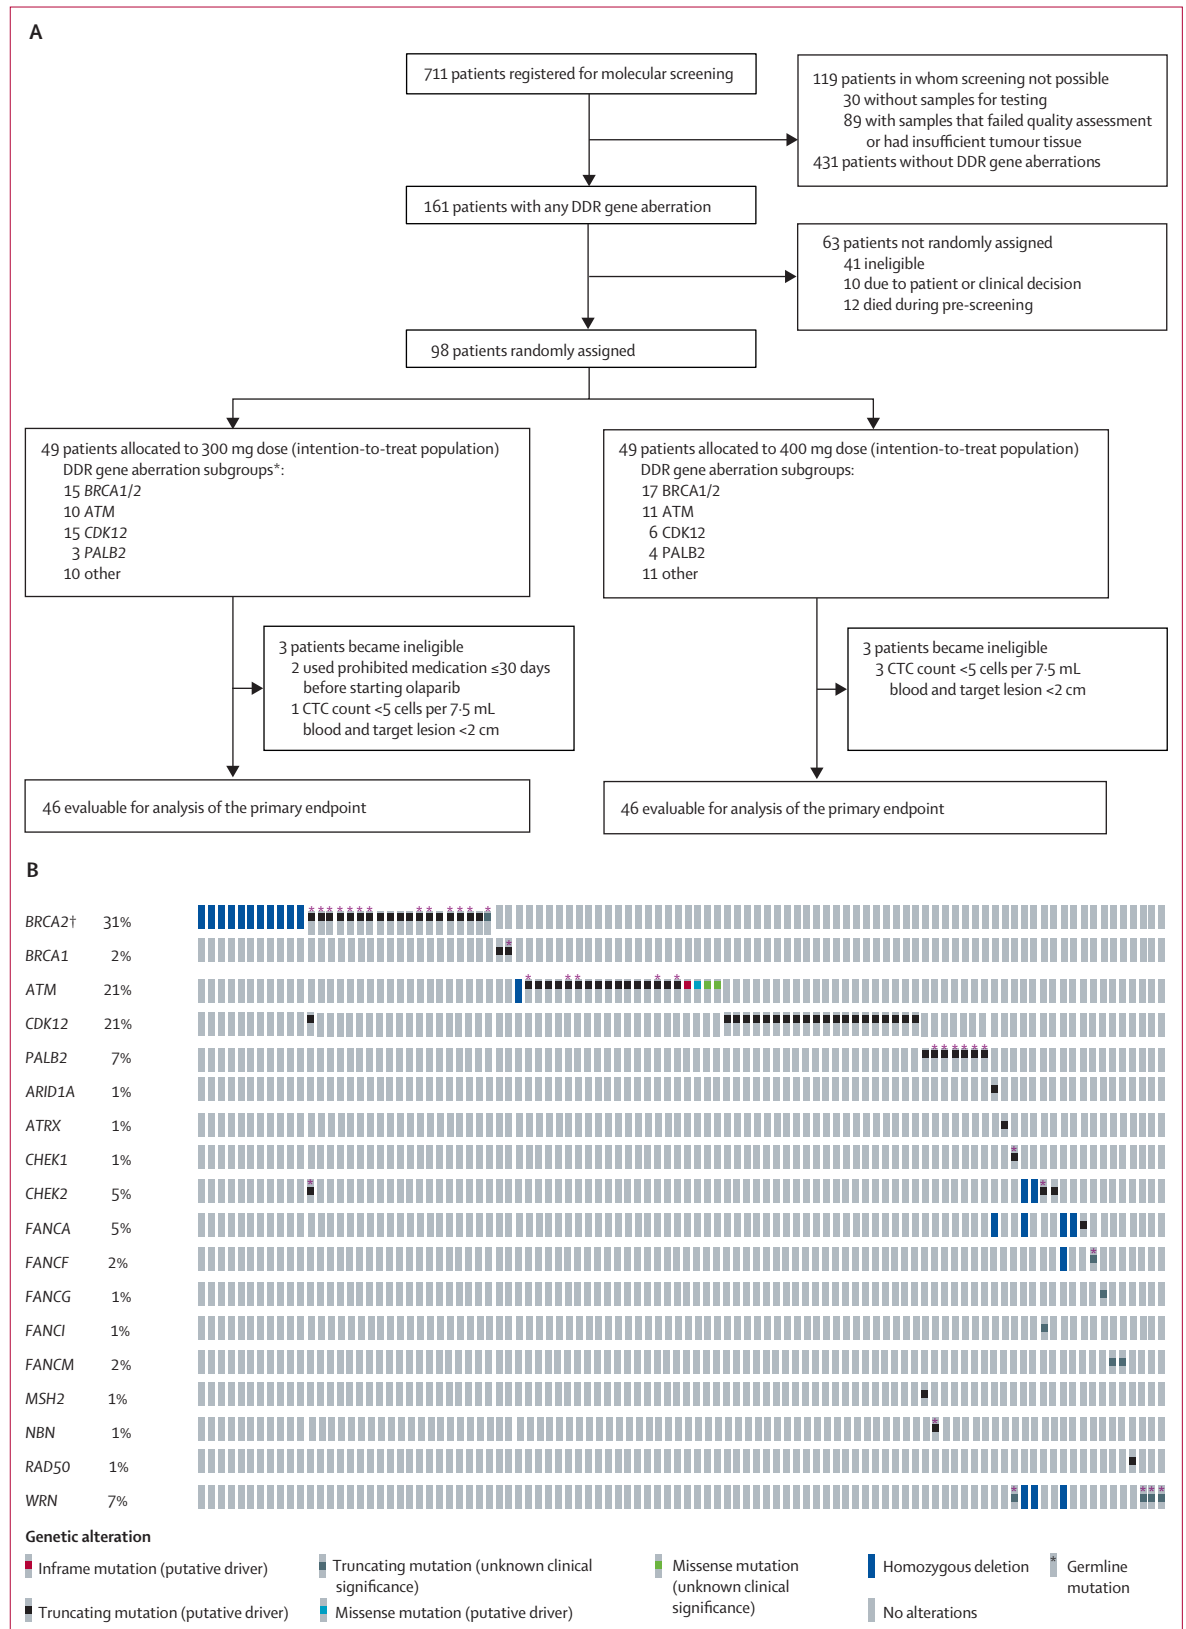 A
711 patients registered for molecular screening
119 patients in whom screening not possible
30 without samples for testing
89 with samples that failed quality assessment
or had insufficient tumour tissue
431 patients without DDR gene aberrations
161 patients with any DDR gene aberration
63 patients not randomly assigned
41 ineligible
10 due to patient or clinical decision
12 died during pre-screening
98 patients randomly assigned
49 patients allocated to 300 mg dose (intention-to-treat population)
DDR gene aberration subgroups*:
15 BRCA1/2
10 ATM
15 CDK12
3 PALB2
10 other
49 patients allocated to 400 mg dose (intention-to-treat population)
DDR gene aberration subgroups:
17 BRCA1/2
11 ATM
6 CDK12
4 PALB2
11 other
3 patients became ineligible
2 used prohibited medication ≤30 days
before starting olaparib
1 CTC count <5 cells per 7·5 mL
blood and target lesion <2 cm
3 patients became ineligible
3 CTC count <5 cells per 7·5 mL
blood and target lesion <2 cm
46 evaluable for analysis of the primary endpoint
46 evaluable for analysis of the primary endpoint
B
BRCA2† 31%
BRCA1 2%
ATM 21%
CDK12 21%
PALB2 7%
ARID1A 1%
ATRX 1%
CHEK1 1%
CHEK2 5%
FANCA 5%
FANCF 2%
FANCG 1%
FANCI 1%
FANCM 2%
MSH2 1%
NBN 1%
RAD50 1%
WRN 7%
Genetic alteration
Inframe mutation (putative driver)
Truncating mutation (putative driver)
Truncating mutation (unknown clinical
significance)
Missense mutation (putative driver)
Missense mutation
(unknown clinical
significance)
Homozygous deletion
No alterations
* Germline
mutation